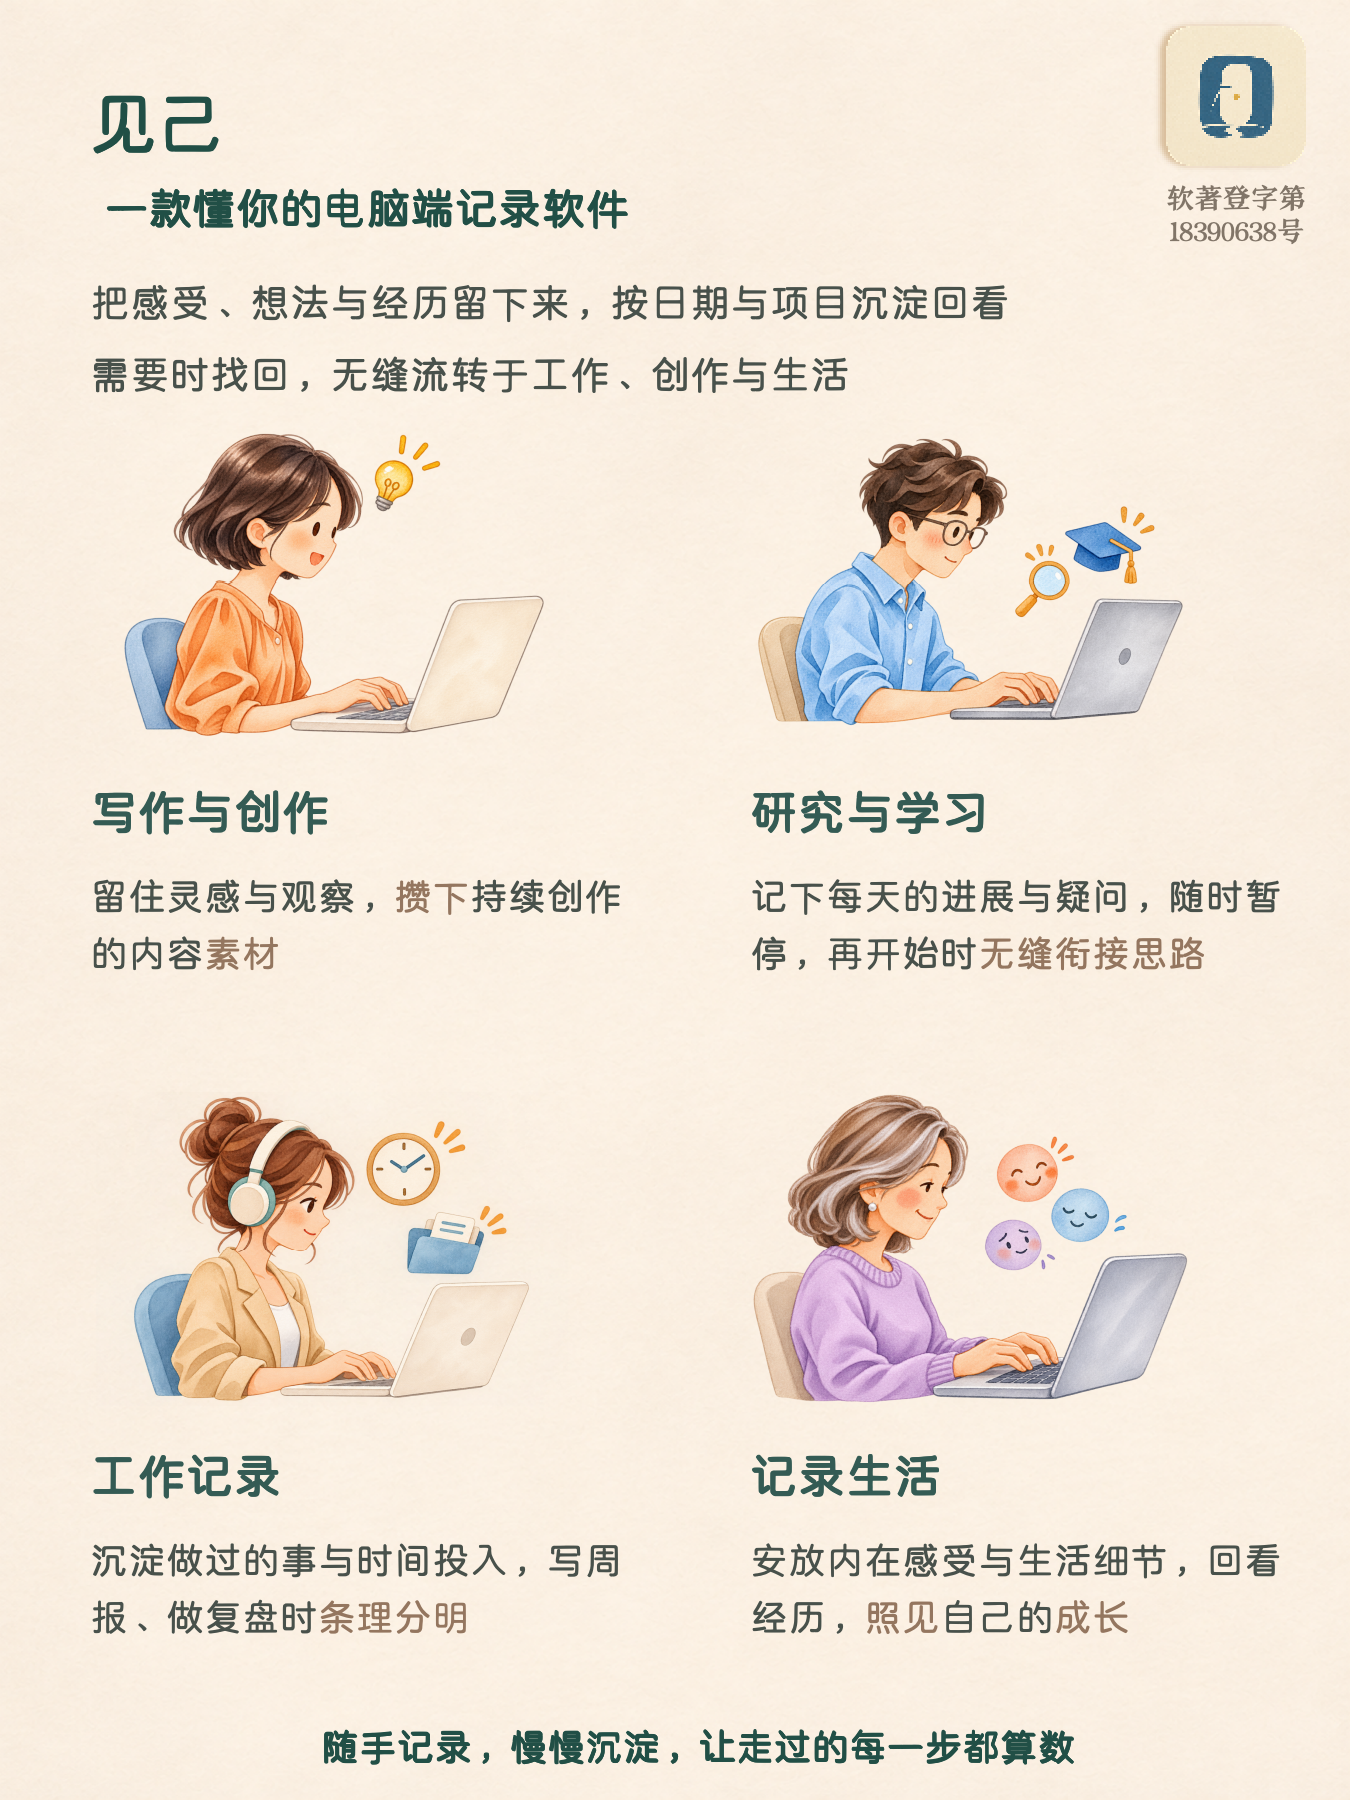 见己
软著登字第
18390638号
一款懂你的电脑端记录软件
把感受、想法与经历留下来，按日期与项目沉淀回看
需要时找回，无缝流转于工作、创作与生活
写作与创作
留住灵感与观察，攒下持续创作
的内容素材
研究与学习
记下每天的进展与疑问，随时暂
停，再开始时无缝衔接思路
工作记录
沉淀做过的事与时间投入，写周
报、做复盘时条理分明
记录生活
安放内在感受与生活细节，回看
经历，照见自己的成长
随手记录，慢慢沉淀，让走过的每一步都算数